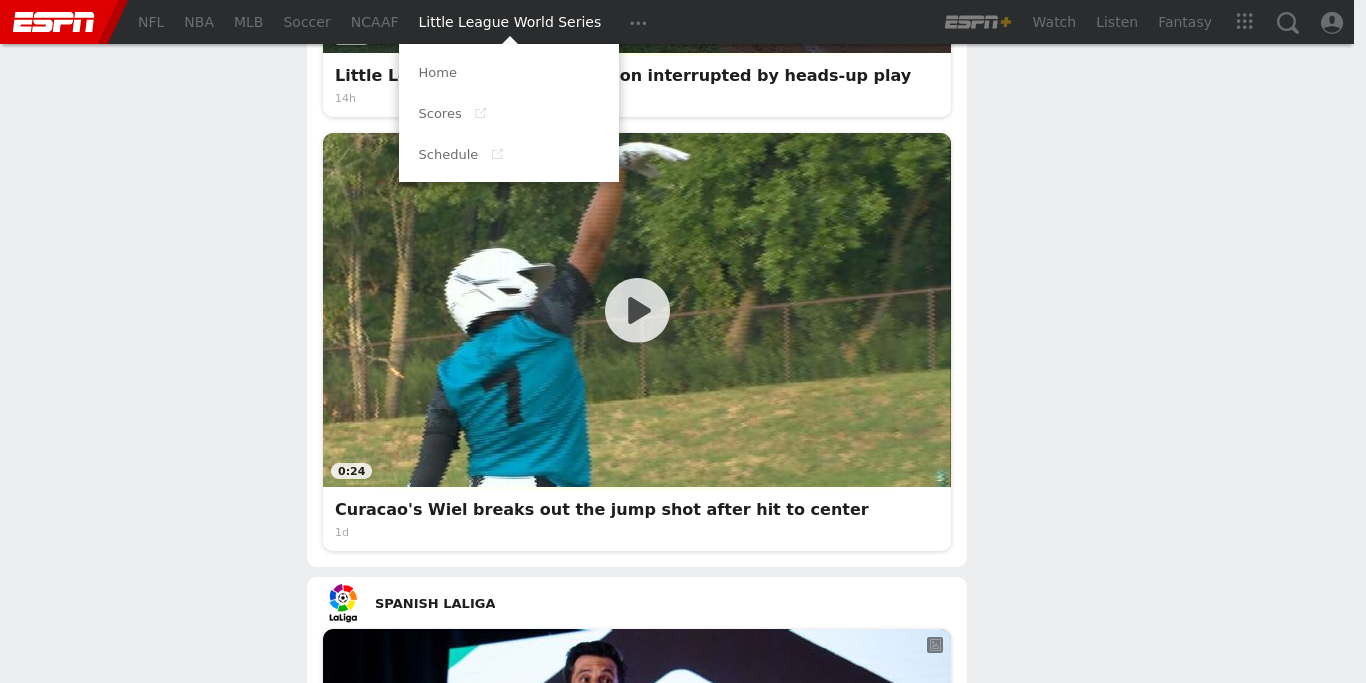 ESPN NFL NBA MLB Soccer NCAAF Little League World Series ESPN+ Watch Listen Fantasy
Home
Scores
Schedule
Little L on interrupted by heads-up play
14h
7
0:24
Curacao's Wiel breaks out the jump shot after hit to center
1d
LaLiga
SPANISH LALIGA